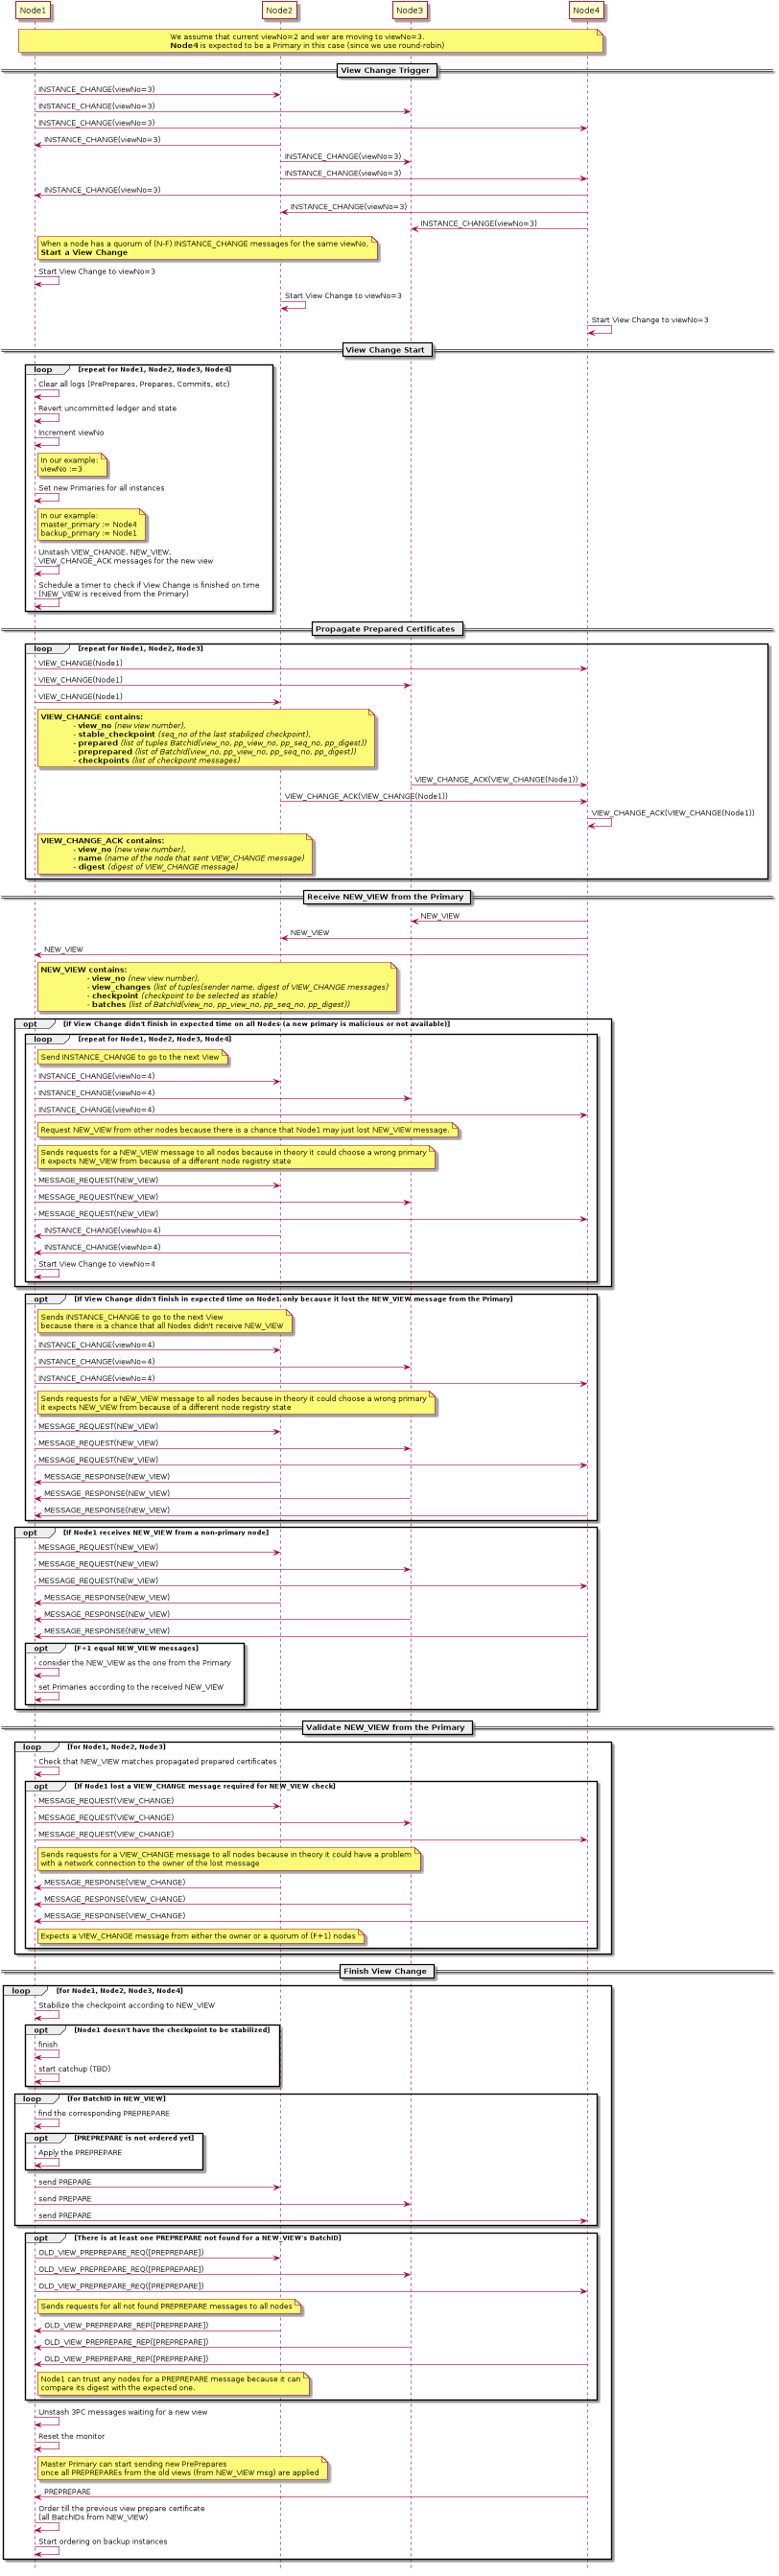 Node1 Node2 Node3 Node4
We assume that current viewNo=2 and wer are moving to viewNo=3.
Node4 is expected to be a Primary in this case (since we use round-robin)
View Change Trigger
INSTANCE_CHANGE(viewNo=3)
INSTANCE_CHANGE(viewNo=3)
INSTANCE_CHANGE(viewNo=3)
INSTANCE_CHANGE(viewNo=3)
INSTANCE_CHANGE(viewNo=3)
INSTANCE_CHANGE(viewNo=3)
INSTANCE_CHANGE(viewNo=3)
INSTANCE_CHANGE(viewNo=3)
INSTANCE_CHANGE(viewNo=3)
When a node has a quorum of (N-F) INSTANCE_CHANGE messages for the same viewNo,
Start a View Change
Start View Change to viewNo=3
Start View Change to viewNo=3
Start View Change to viewNo=3
View Change Start
loop [repeat for Node1, Node2, Node3, Node4]
Clear all logs (PrePrepares, Prepares, Commits, etc)
Revert uncommitted ledger and state
Increment viewNo
In our example:
viewNo :=3
Set new Primaries for all instances
In our example:
master_primary := Node4
backup_primary := Node1
Unstash VIEW_CHANGE, NEW_VIEW,
VIEW_CHANGE_ACK messages for the new view
Schedule a timer to check if View Change is finished on time
(NEW_VIEW is received from the Primary)
Propagate Prepared Certificates
loop [repeat for Node1, Node2, Node3]
VIEW_CHANGE(Node1)
VIEW_CHANGE(Node1)
VIEW_CHANGE(Node1)
VIEW_CHANGE contains:
- view_no (new view number),
- stable_checkpoint (seq_no of the last stabilized checkpoint),
- prepared (list of tuples BatchId(view_no, pp_view_no, pp_seq_no, pp_digest))
- preprepared (list of BatchId(view_no, pp_view_no, pp_seq_no, pp_digest))
- checkpoints (list of checkpoint messages)
VIEW_CHANGE_ACK(VIEW_CHANGE(Node1))
VIEW_CHANGE_ACK(VIEW_CHANGE(Node1))
VIEW_CHANGE_ACK(VIEW_CHANGE(Node1))
VIEW_CHANGE_ACK contains:
- view_no (new view number),
- name (name of the node that sent VIEW_CHANGE message)
- digest (digest of VIEW_CHANGE message)
Receive NEW_VIEW from the Primary
NEW_VIEW
NEW_VIEW
NEW_VIEW
NEW_VIEW contains:
- view_no (new view number),
- view_changes (list of tuples(sender name, digest of VIEW_CHANGE messages)
- checkpoint (checkpoint to be selected as stable)
- batches (list of BatchId(view_no, pp_view_no, pp_seq_no, pp_digest))
opt [If View Change didn't finish in expected time on all Nodes (a new primary is malicious or not available)]
loop [repeat for Node1, Node2, Node3, Node4]
Send INSTANCE_CHANGE to go to the next View
INSTANCE_CHANGE(viewNo=4)
INSTANCE_CHANGE(viewNo=4)
INSTANCE_CHANGE(viewNo=4)
Request NEW_VIEW from other nodes because there is a chance that Node1 may just lost NEW_VIEW message.
Sends requests for a NEW_VIEW message to all nodes because in theory it could choose a wrong primary
it expects NEW_VIEW from because of a different node registry state
MESSAGE_REQUEST(NEW_VIEW)
MESSAGE_REQUEST(NEW_VIEW)
MESSAGE_REQUEST(NEW_VIEW)
INSTANCE_CHANGE(viewNo=4)
INSTANCE_CHANGE(viewNo=4)
Start View Change to viewNo=4
opt [If View Change didn't finish in expected time on Node1 only because it lost the NEW_VIEW message from the Primary]
Sends INSTANCE_CHANGE to go to the next View
because there is a chance that all Nodes didn't receive NEW_VIEW
INSTANCE_CHANGE(viewNo=4)
INSTANCE_CHANGE(viewNo=4)
INSTANCE_CHANGE(viewNo=4)
Sends requests for a NEW_VIEW message to all nodes because in theory it could choose a wrong primary
it expects NEW_VIEW from because of a different node registry state
MESSAGE_REQUEST(NEW_VIEW)
MESSAGE_REQUEST(NEW_VIEW)
MESSAGE_REQUEST(NEW_VIEW)
MESSAGE_RESPONSE(NEW_VIEW)
MESSAGE_RESPONSE(NEW_VIEW)
MESSAGE_RESPONSE(NEW_VIEW)
opt [If Node1 receives NEW_VIEW from a non-primary node]
MESSAGE_REQUEST(NEW_VIEW)
MESSAGE_REQUEST(NEW_VIEW)
MESSAGE_REQUEST(NEW_VIEW)
MESSAGE_RESPONSE(NEW_VIEW)
MESSAGE_RESPONSE(NEW_VIEW)
MESSAGE_RESPONSE(NEW_VIEW)
opt [F+1 equal NEW_VIEW messages]
consider the NEW_VIEW as the one from the Primary
set Primaries according to the received NEW_VIEW
Validate NEW_VIEW from the Primary
loop [for Node1, Node2, Node3]
Check that NEW_VIEW matches propagated prepared certificates
opt [If Node1 lost a VIEW_CHANGE message required for NEW_VIEW check]
MESSAGE_REQUEST(VIEW_CHANGE)
MESSAGE_REQUEST(VIEW_CHANGE)
MESSAGE_REQUEST(VIEW_CHANGE)
Sends requests for a VIEW_CHANGE message to all nodes because in theory it could have a problem
with a network connection to the owner of the lost message
MESSAGE_RESPONSE(VIEW_CHANGE)
MESSAGE_RESPONSE(VIEW_CHANGE)
MESSAGE_RESPONSE(VIEW_CHANGE)
Expects a VIEW_CHANGE message from either the owner or a quorum of (F+1) nodes
Finish View Change
loop [for Node1, Node2, Node3, Node4]
Stabilize the checkpoint according to NEW_VIEW
opt [Node1 doesn't have the checkpoint to be stabilized]
finish
start catchup (TBD)
loop [for BatchID in NEW_VIEW]
find the corresponding PREPREPARE
opt [PREPREPARE is not ordered yet]
Apply the PREPREPARE
send PREPARE
send PREPARE
send PREPARE
opt [There is at least one PREPREPARE not found for a NEW_VIEW's BatchID]
OLD_VIEW_PREPREPARE_REQ([PREPREPARE])
OLD_VIEW_PREPREPARE_REQ([PREPREPARE])
OLD_VIEW_PREPREPARE_REQ([PREPREPARE])
Sends requests for all not found PREPREPARE messages to all nodes
OLD_VIEW_PREPREPARE_REP([PREPREPARE])
OLD_VIEW_PREPREPARE_REP([PREPREPARE])
OLD_VIEW_PREPREPARE_REP([PREPREPARE])
Node1 can trust any nodes for a PREPREPARE message because it can
compare its digest with the expected one.
Unstash 3PC messages waiting for a new view
Reset the monitor
Master Primary can start sending new PrePrepares
once all PREPREPAREs from the old views (from NEW_VIEW msg) are applied
PREPREPARE
Order till the previous view prepare certificate
(all BatchIDs from NEW_VIEW)
Start ordering on backup instances